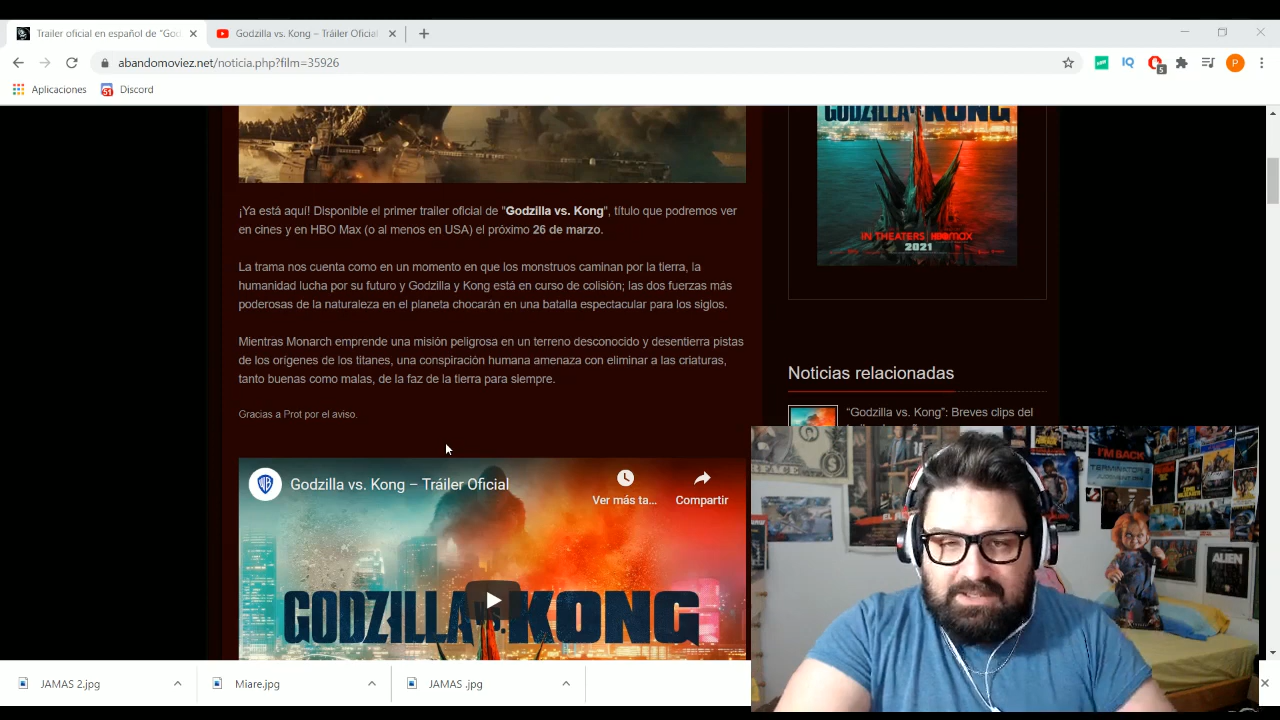 Trailer oficial en español de "God
Godzilla vs. Kong – Tráiler Oficial
abandomoviez.net/noticia.php?film=35926
IQ
5
P
Aplicaciones
51
Discord
GODZILLA KONG
IN THEATERS HBOMAX
2021
¡Ya está aquí! Disponible el primer trailer oficial de "Godzilla vs. Kong", título que podremos ver
en cines y en HBO Max (o al menos en USA) el próximo 26 de marzo.
La trama nos cuenta como en un momento en que los monstruos caminan por la tierra, la
humanidad lucha por su futuro y Godzilla y Kong está en curso de colisión; las dos fuerzas más
poderosas de la naturaleza en el planeta chocarán en una batalla espectacular para los siglos.
Mientras Monarch emprende una misión peligrosa en un terreno desconocido y desentierra pistas
de los orígenes de los titanes, una conspiración humana amenaza con eliminar a las criaturas,
tanto buenas como malas, de la faz de la tierra para siempre.
Gracias a Prot por el aviso.
Noticias relacionadas
“Godzilla vs. Kong”: Breves clips del
Godzilla vs. Kong – Tráiler Oficial
Ver más ta...
Compartir
GODZILLA VS. KONG
I'M BACK
TERMINATOR
ALIEN
JAMAS 2.jpg
Miare.jpg
JAMAS .jpg